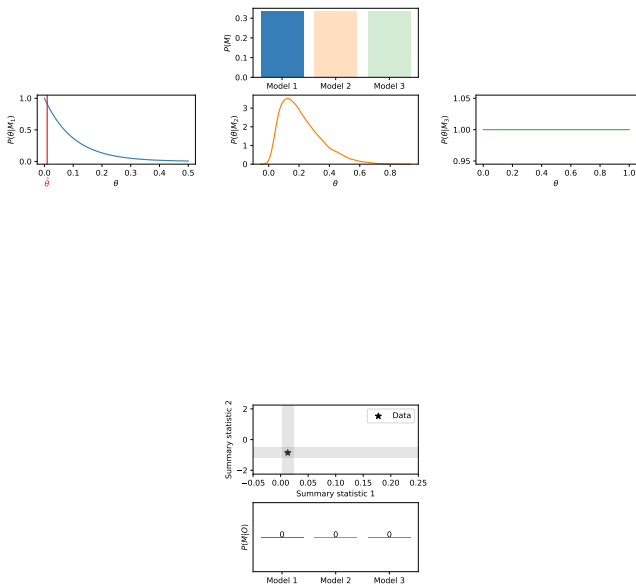 P(M)
0.3
0.2
0.1
0.0
Model 1 Model 2 Model 3
P(θ|M₁)
1.0
0.5
0.0
0.0 0.1 0.2 0.3 0.4 0.5
θ̂
θ
P(θ|M₂)
3
2
1
0
0.0 0.2 0.4 0.6 0.8
θ
P(θ|M₃)
1.05
1.00
0.95
0.0 0.2 0.4 0.6 0.8 1.0
θ
Summary statistic 2
2
0
−2
Data
−0.05 0.00 0.05 0.10 0.15 0.20 0.25
Summary statistic 1
P(M|O)
0 0 0
Model 1 Model 2 Model 3